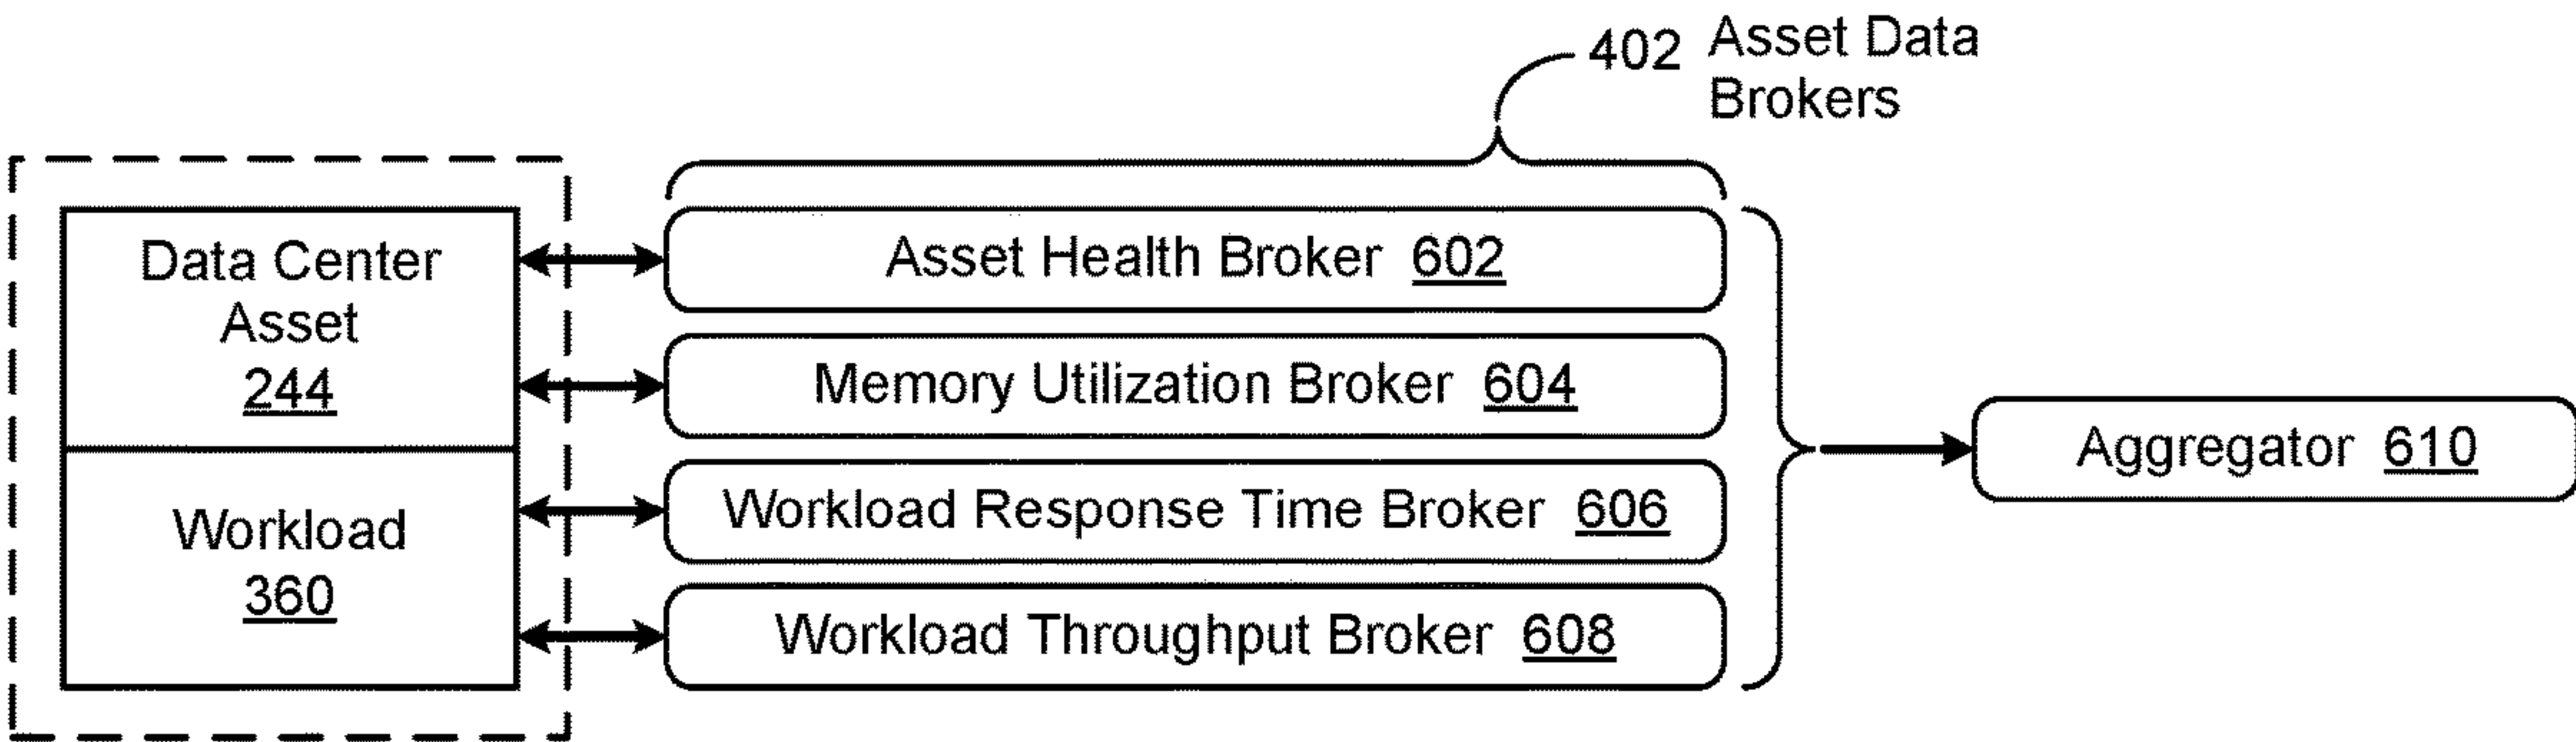 402 Asset Data
Brokers
Data Center
Asset
244
Workload
360
Asset Health Broker 602
Memory Utilization Broker 604
Workload Response Time Broker 606
Workload Throughput Broker 608
Aggregator 610